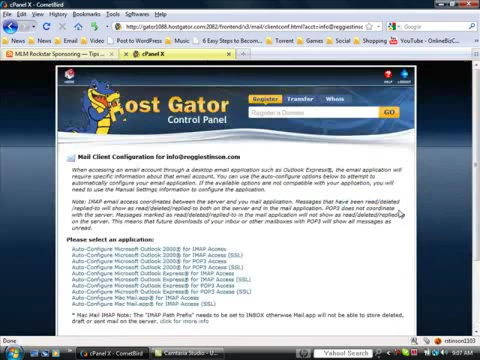 cPanel X - CometBird
File Edit View History Bookmarks Tools Softgarios Help
http://gator1088.hostgator.com:2082/frontend/x3/mail/clientconf.html?acct=info@reggiestinson
Google
Most Visited info Video Post to WordPress 6 Easy Steps to Become... Torrent Games Social Shopping YouTube - OnlineBizC...
MLM Rockstar Sponsoring — Tips ... cPanel X
HOME HELP LOGOUT
Host Gator
Control Panel
Register Transfer Whois
Register a Domain GO
Mail Client Configuration for info@reggiestinson.com
When accessing an email account through a desktop email application such as Outlook Express®, the email application will
require specific information about that email account. You can use the auto-configure options below to attempt to
automatically configure your email application. If the available options are not compatible with your application, you will
need to use the Manual Settings information to configure the application.
Note: IMAP email access coordinates between the server and you mail application. Messages that have been read/deleted
/replied-to will show as read/deleted/replied-to both on the server and in the mail application. POP3 does not coordinate
with the server. Messages marked as read/deleted/replied-to in the mail application will not show as read/deleted/replied-to
on the server. This means that future downloads of your inbox or other mailboxes with POP3 will show all messages as
unread.
Please select an application:
Auto-Configure Microsoft Outlook 2000® for IMAP Access
Auto-Configure Microsoft Outlook 2000® for IMAP Access (SSL)
Auto-Configure Microsoft Outlook 2000® for POP3 Access
Auto-Configure Microsoft Outlook 2000® for POP3 Access (SSL)
Auto-Configure Microsoft Outlook Express® for IMAP Access
Auto-Configure Microsoft Outlook Express® for IMAP Access (SSL)
Auto-Configure Microsoft Outlook Express® for POP3 Access
Auto-Configure Microsoft Outlook Express® for POP3 Access (SSL)
Auto-Configure Mac Mail.app® for IMAP Access
Auto-Configure Mac Mail.app® for IMAP Access (SSL)
* Mac Mail IMAP Note: The "IMAP Path Prefix" needs to be set to INBOX otherwise Mail.app will not be able to stored deleted,
draft or sent mail on the server. click for more info
Done rstinson1103
cPanel X - CometBird Camtasia Studio - U... Yahoo! Search 9:07 AM